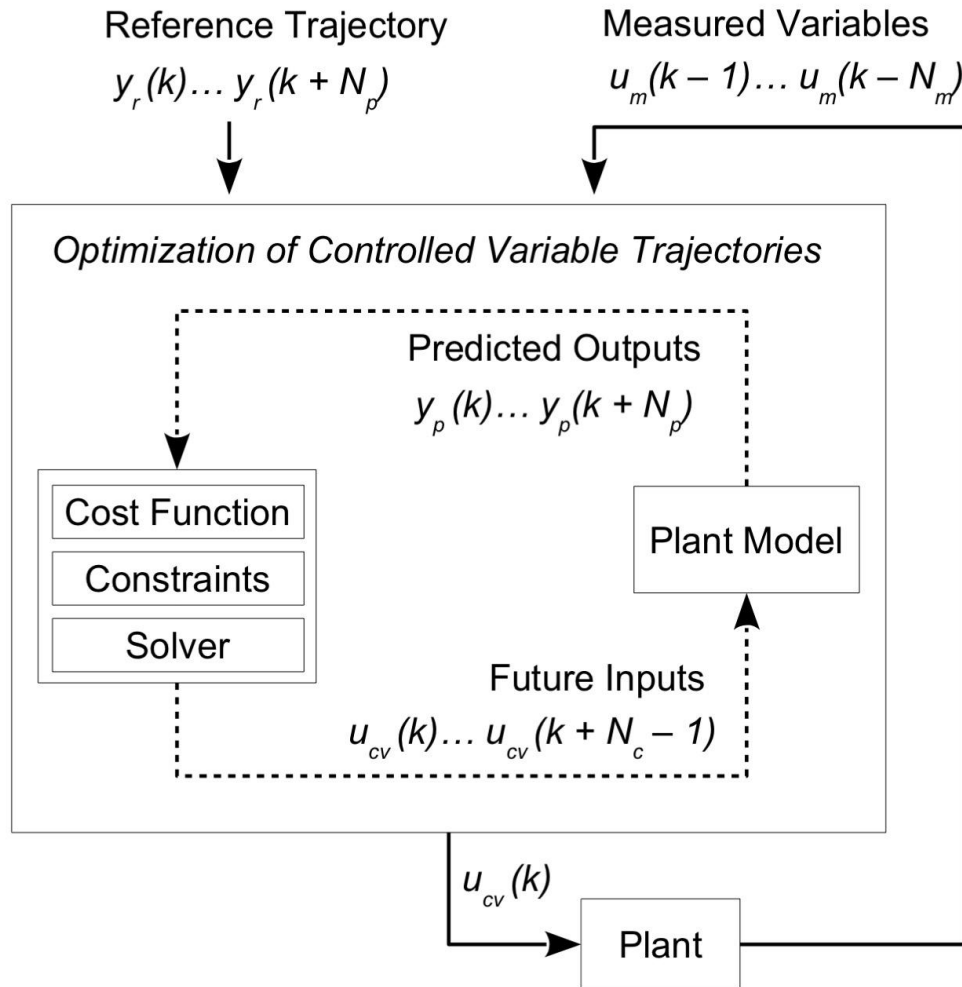 Reference Trajectory
y_r(k)… y_r(k + N_p)
Measured Variables
u_m(k – 1)… u_m(k – N_m)
Optimization of Controlled Variable Trajectories
Predicted Outputs
y_p(k)… y_p(k + N_p)
Cost Function
Constraints
Solver
Plant Model
Future Inputs
u_cv(k)… u_cv(k + N_c – 1)
u_cv(k)
Plant